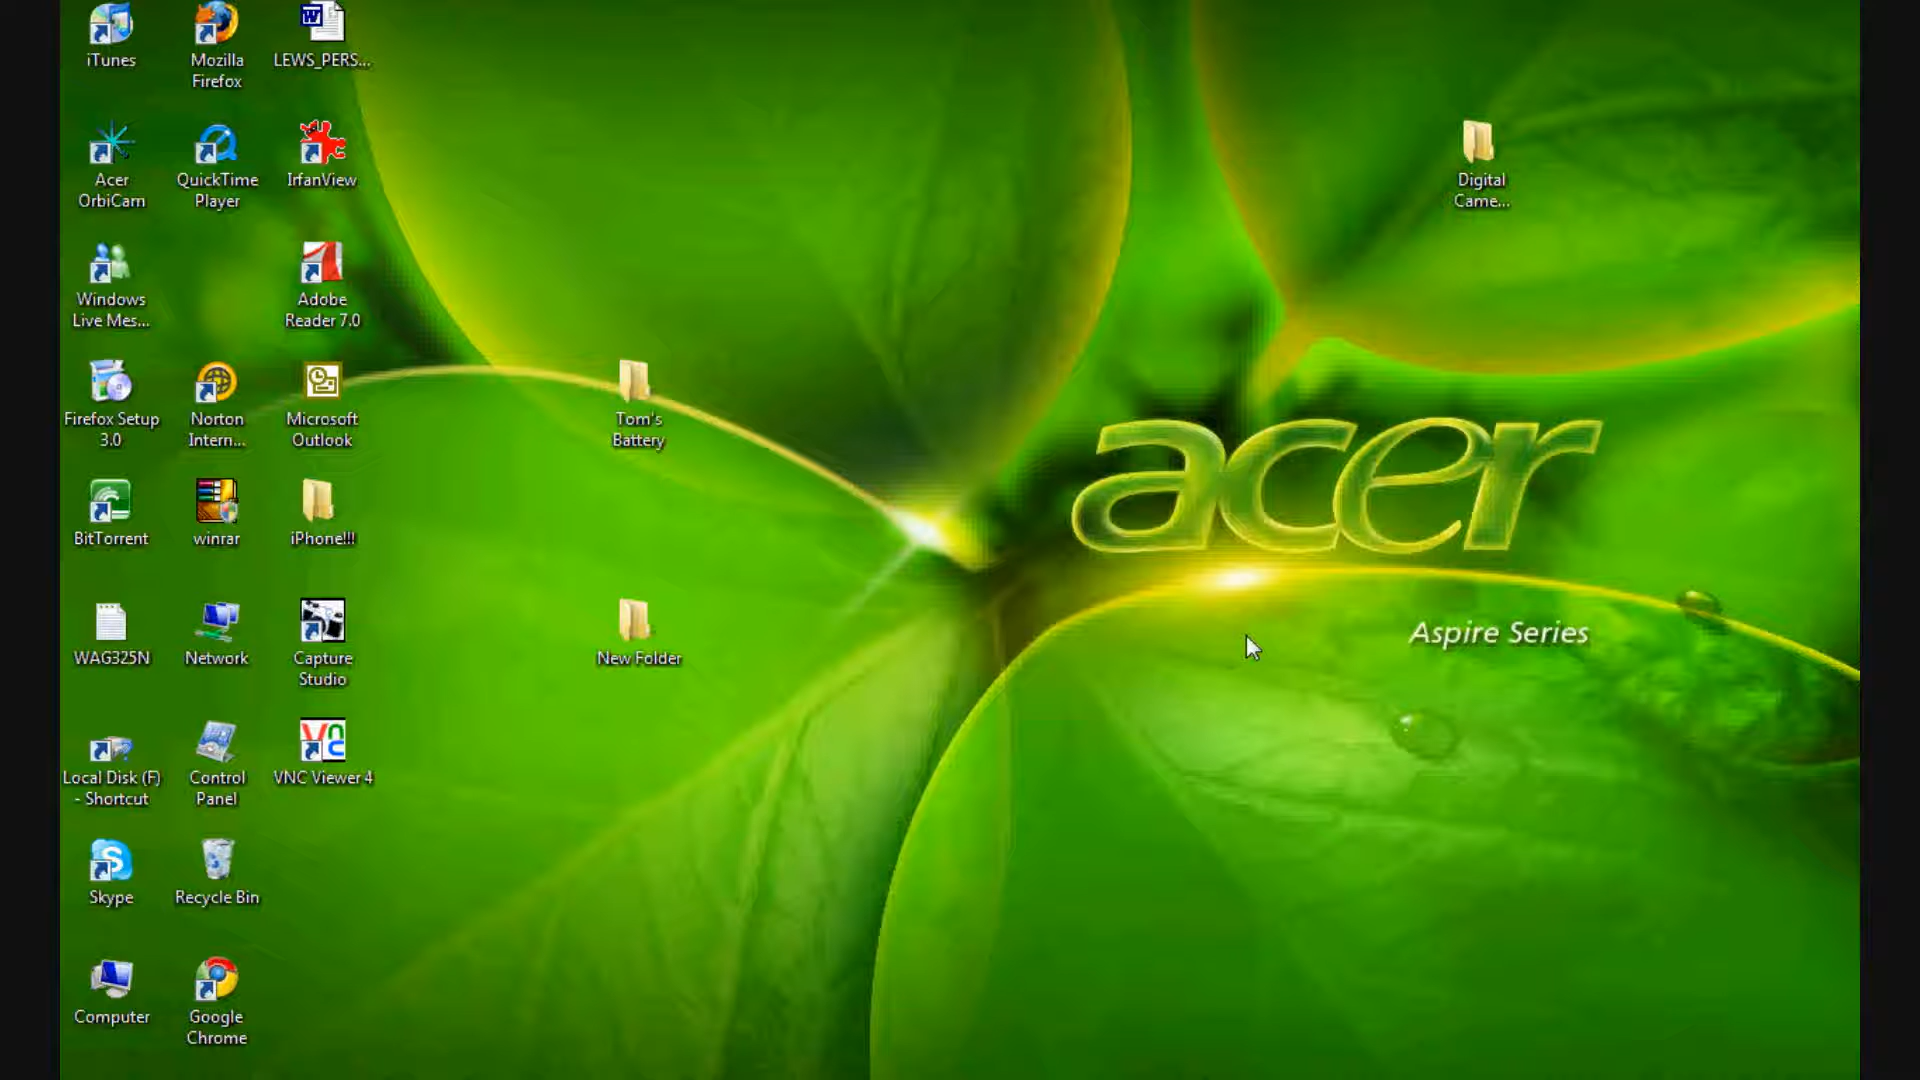 iTunes
Mozilla
Firefox
LEWS_PERS...
Acer
OrbiCam
QuickTime
Player
IrfanView
Digital
Came...
Windows
Live Mes...
Adobe
Reader 7.0
Firefox Setup
3.0
Norton
Intern...
Microsoft
Outlook
Tom's
Battery
acer
BitTorrent
winrar
iPhone!!!
WAG325N
Network
Capture
Studio
New Folder
Aspire Series
Local Disk (F)
- Shortcut
Control
Panel
VNC Viewer 4
Skype
Recycle Bin
Computer
Google
Chrome